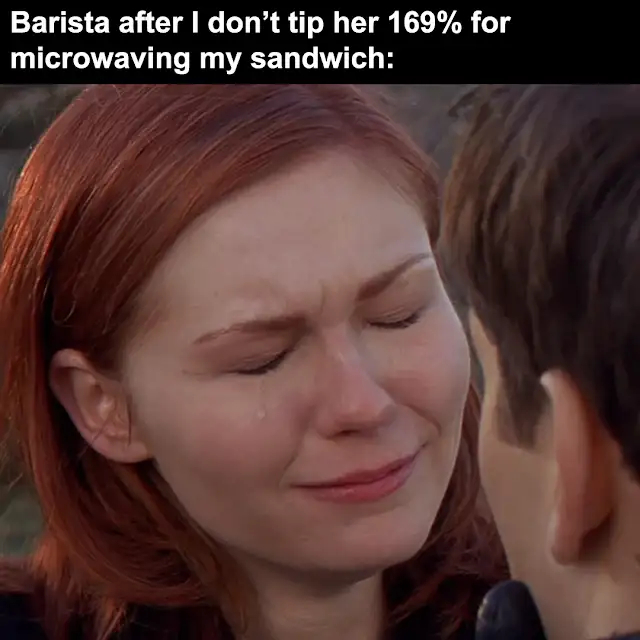 Barista after I don’t tip her 169% for
microwaving my sandwich: